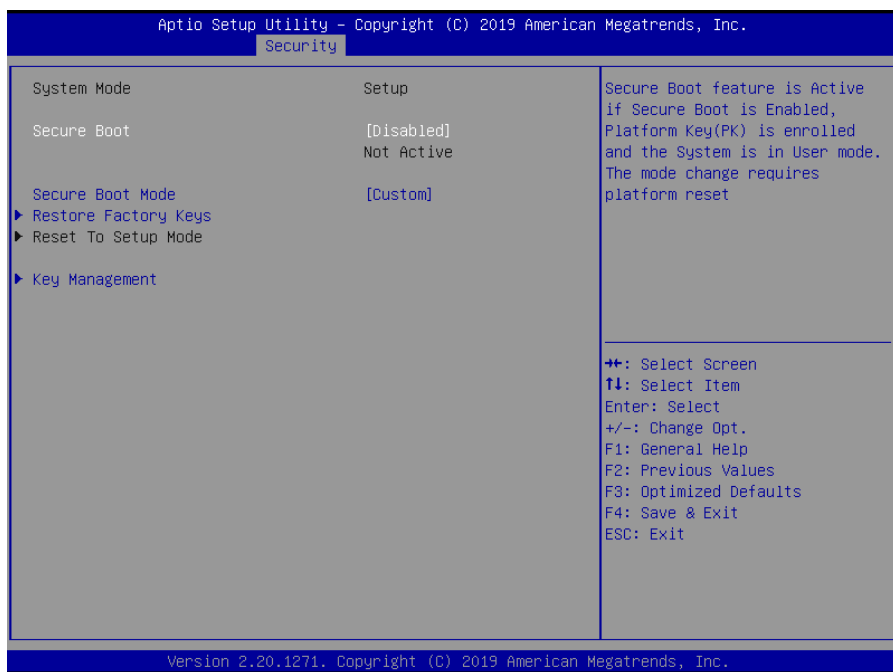 Aptio Setup Utility – Copyright (C) 2019 American Megatrends, Inc.
Security
System Mode Setup
Secure Boot [Disabled]
Not Active
Secure Boot Mode [Custom]
Restore Factory Keys
Reset To Setup Mode
Key Management
Secure Boot feature is Active
if Secure Boot is Enabled,
Platform Key(PK) is enrolled
and the System is in User mode.
The mode change requires
platform reset
→←: Select Screen
↑↓: Select Item
Enter: Select
+/-: Change Opt.
F1: General Help
F2: Previous Values
F3: Optimized Defaults
F4: Save & Exit
ESC: Exit
Version 2.20.1271. Copyright (C) 2019 American Megatrends, Inc.